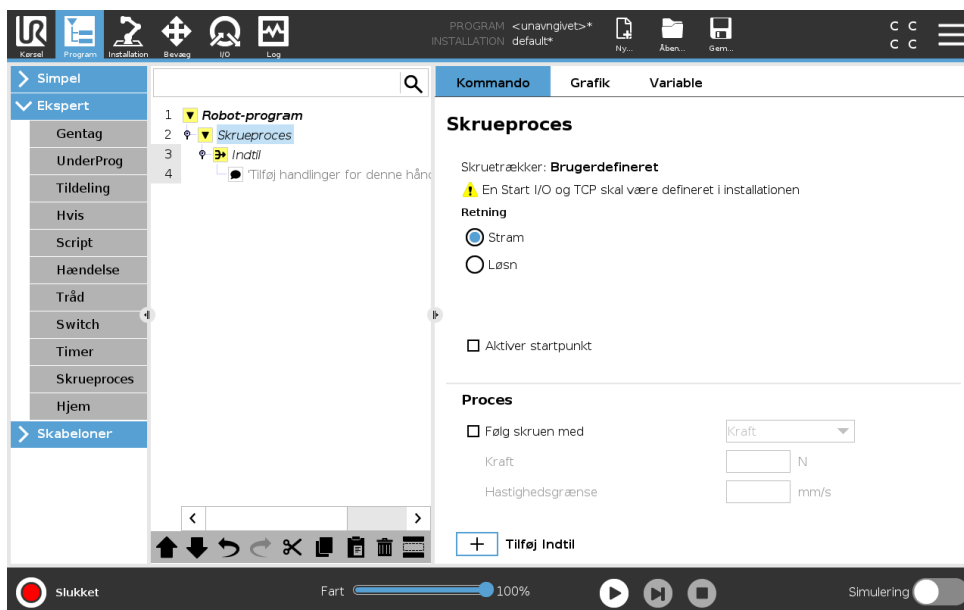 PROGRAM <unavngivet>*
INSTALLATION default*
Kørsel Program Installation Bevæg I/O Log Ny... Åben... Gem...
C C
C C
Simpel
Ekspert
Gentag
UnderProg
Tildeling
Hvis
Script
Hændelse
Tråd
Switch
Timer
Skrueproces
Hjem
Skabeloner
1 Robot-program
2 Skrueproces
3 Indtil
4 'Tilføj handlinger for denne hånd
Kommando Grafik Variable
Skrueproces
Skruetrækker: Brugerdefineret
En Start I/O og TCP skal være defineret i installationen
Retning
Stram
Løsn
Aktiver startpunkt
Proces
Følg skruen med Kraft
Kraft N
Hastighedsgrænse mm/s
Tilføj Indtil
Slukket Fart 100% Simulering